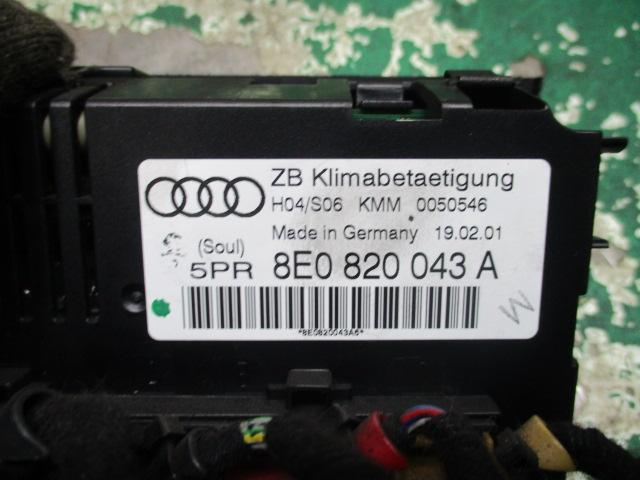 ZB Klimabetaetigung
H04/S06 KMM 0050546
Made in Germany 19.02.01
(Soul)
5PR 8E0 820 043 A
*8E0820043A6*